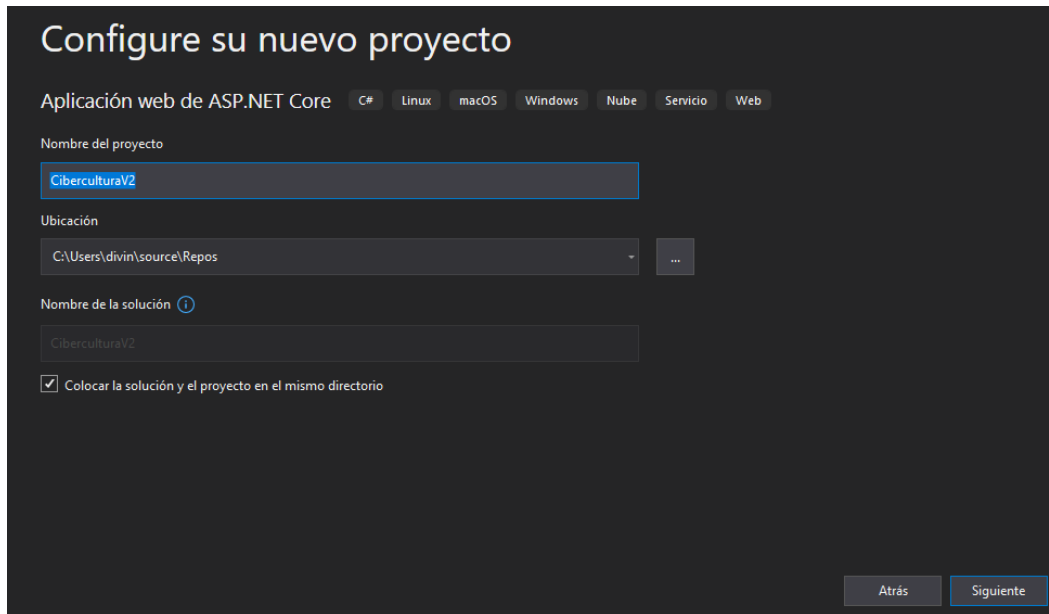 Configure su nuevo proyecto
Aplicación web de ASP.NET Core C# Linux macOS Windows Nube Servicio Web
Nombre del proyecto
CiberculturaV2
Ubicación
C:\Users\divin\source\Repos
...
Nombre de la solución
CiberculturaV2
Colocar la solución y el proyecto en el mismo directorio
Atrás Siguiente